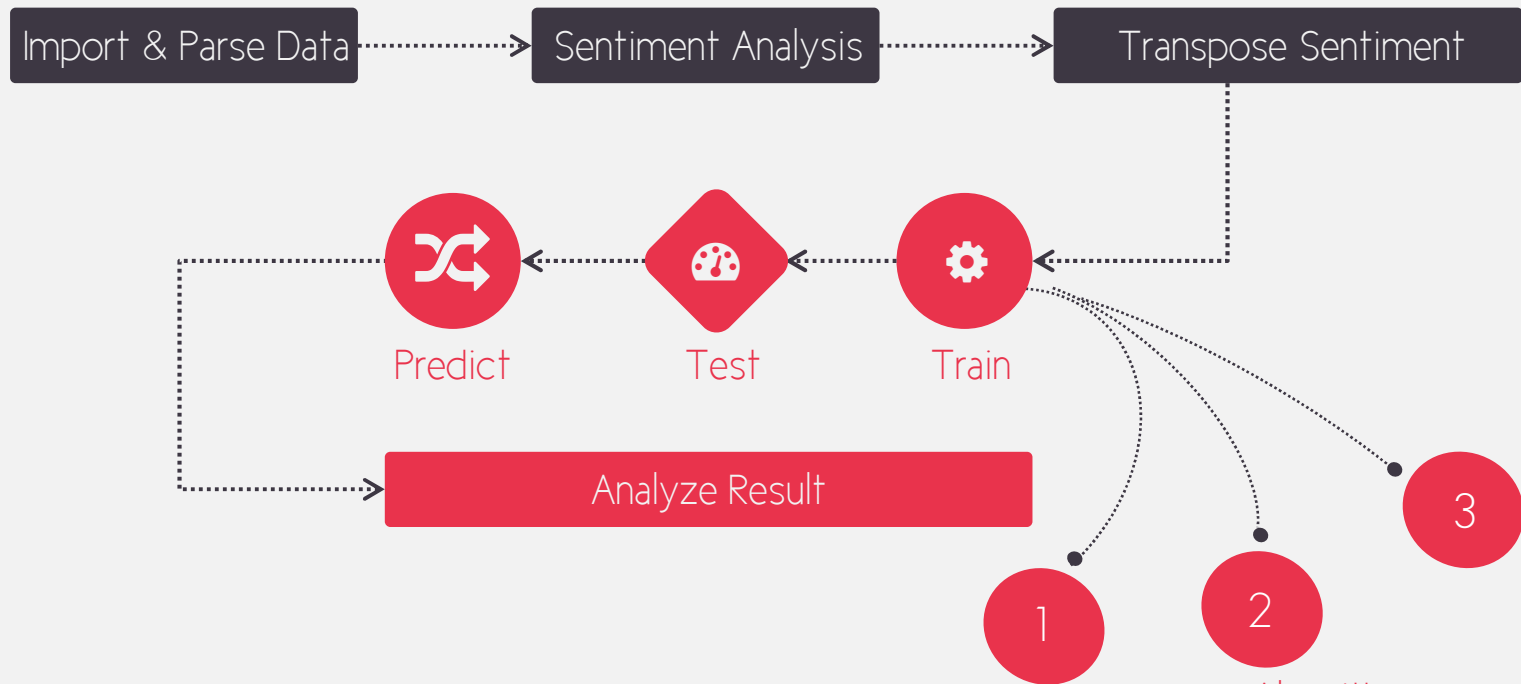 Import & Parse Data
Sentiment Analysis
Transpose Sentiment
Predict
Test
Train
Analyze Result
3
2
1